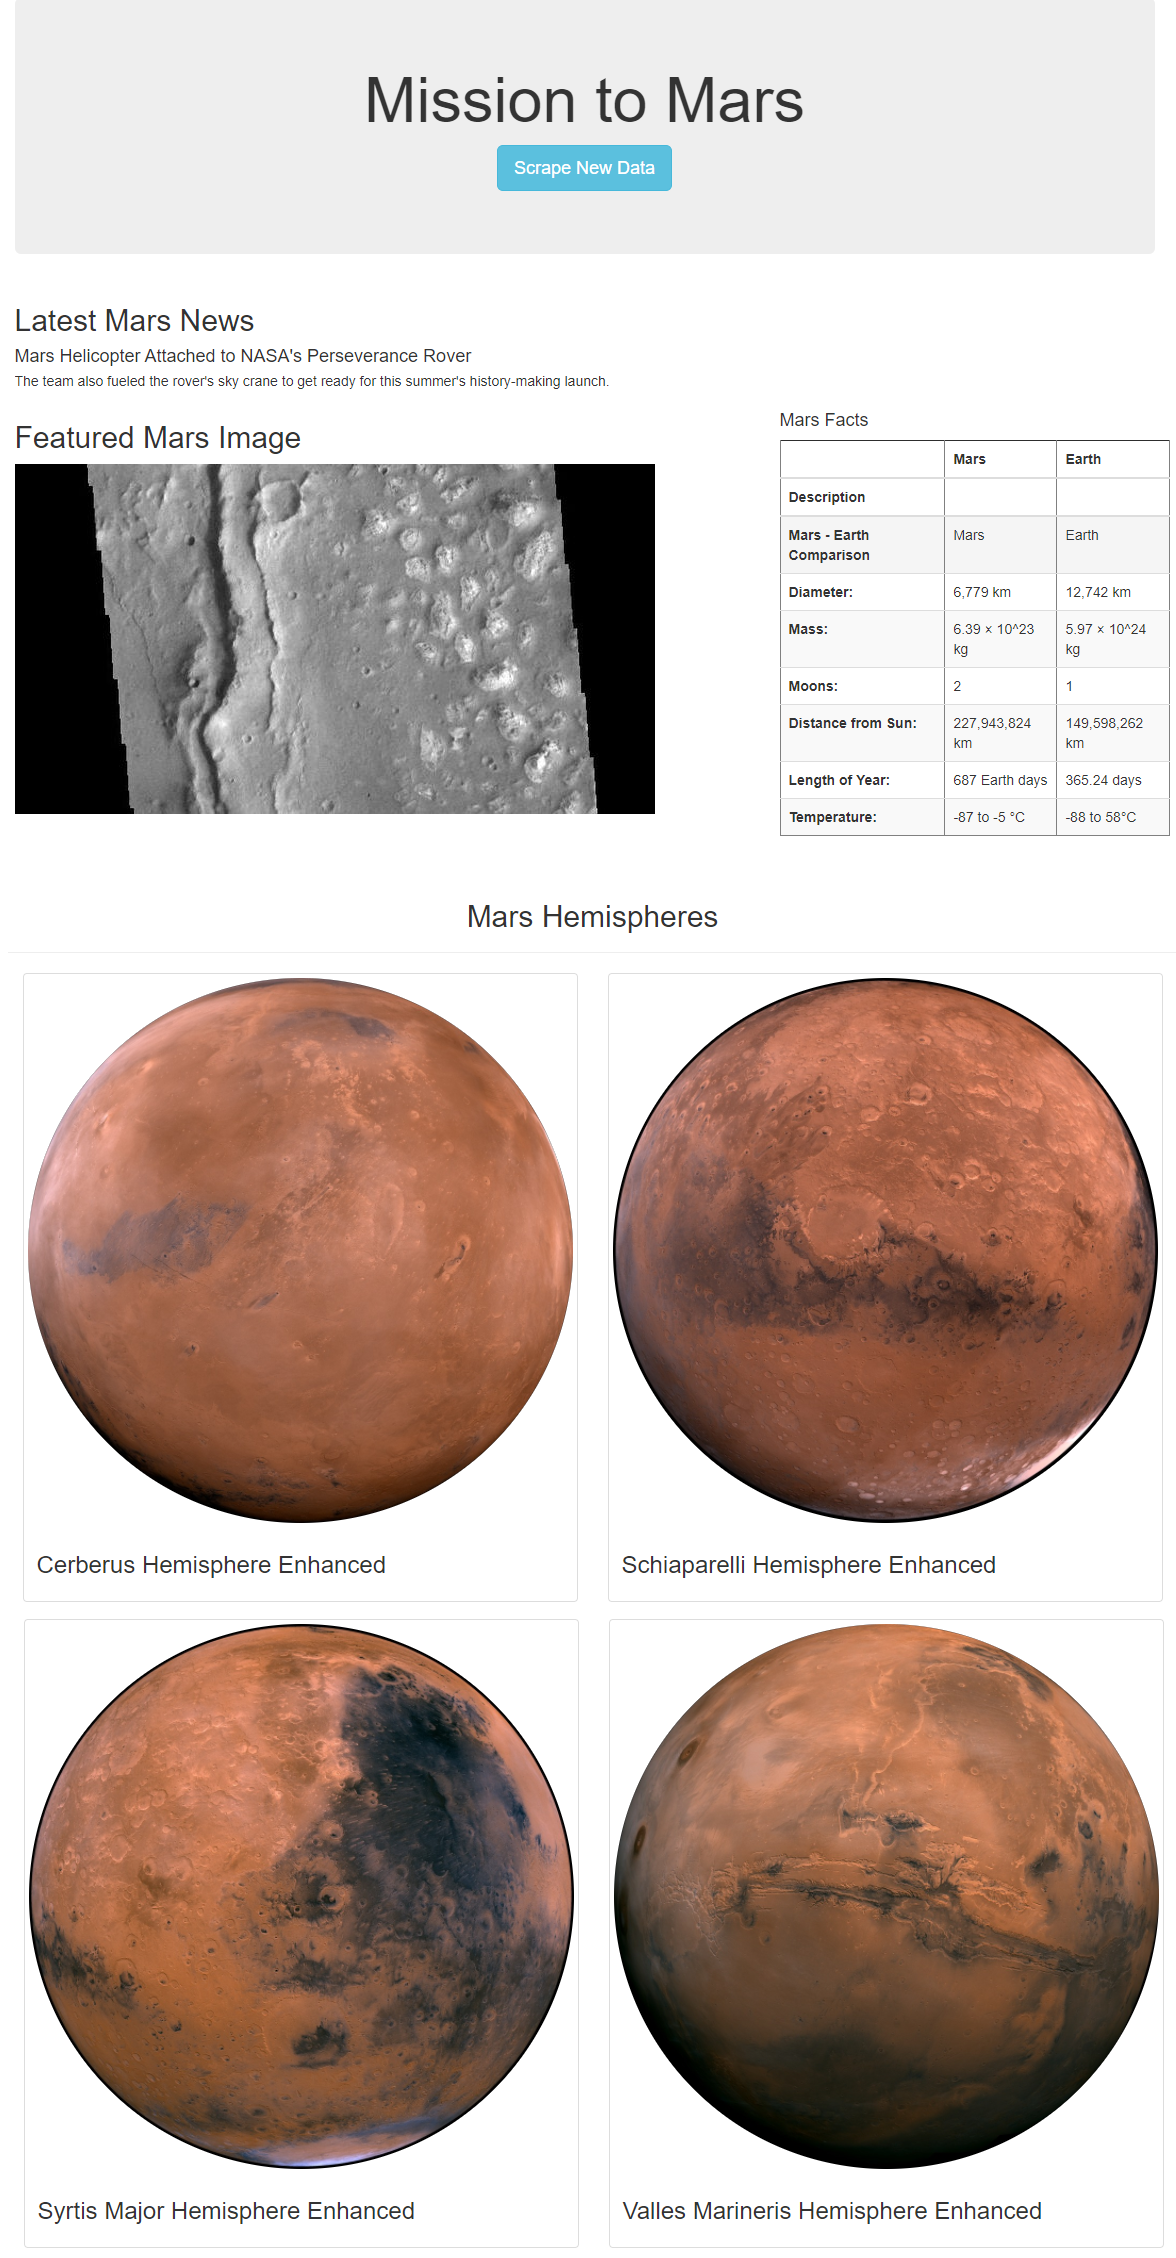 Mission to Mars
Scrape New Data
Latest Mars News
Mars Helicopter Attached to NASA's Perseverance Rover
The team also fueled the rover's sky crane to get ready for this summer's history-making launch.
Featured Mars Image
Mars Facts
Mars Earth
Description
Mars - Earth Comparison Mars Earth
Diameter: 6,779 km 12,742 km
Mass: 6.39 × 10^23 kg 5.97 × 10^24 kg
Moons: 2 1
Distance from Sun: 227,943,824 km 149,598,262 km
Length of Year: 687 Earth days 365.24 days
Temperature: -87 to -5 °C -88 to 58°C
Mars Hemispheres
Cerberus Hemisphere Enhanced
Schiaparelli Hemisphere Enhanced
Syrtis Major Hemisphere Enhanced
Valles Marineris Hemisphere Enhanced